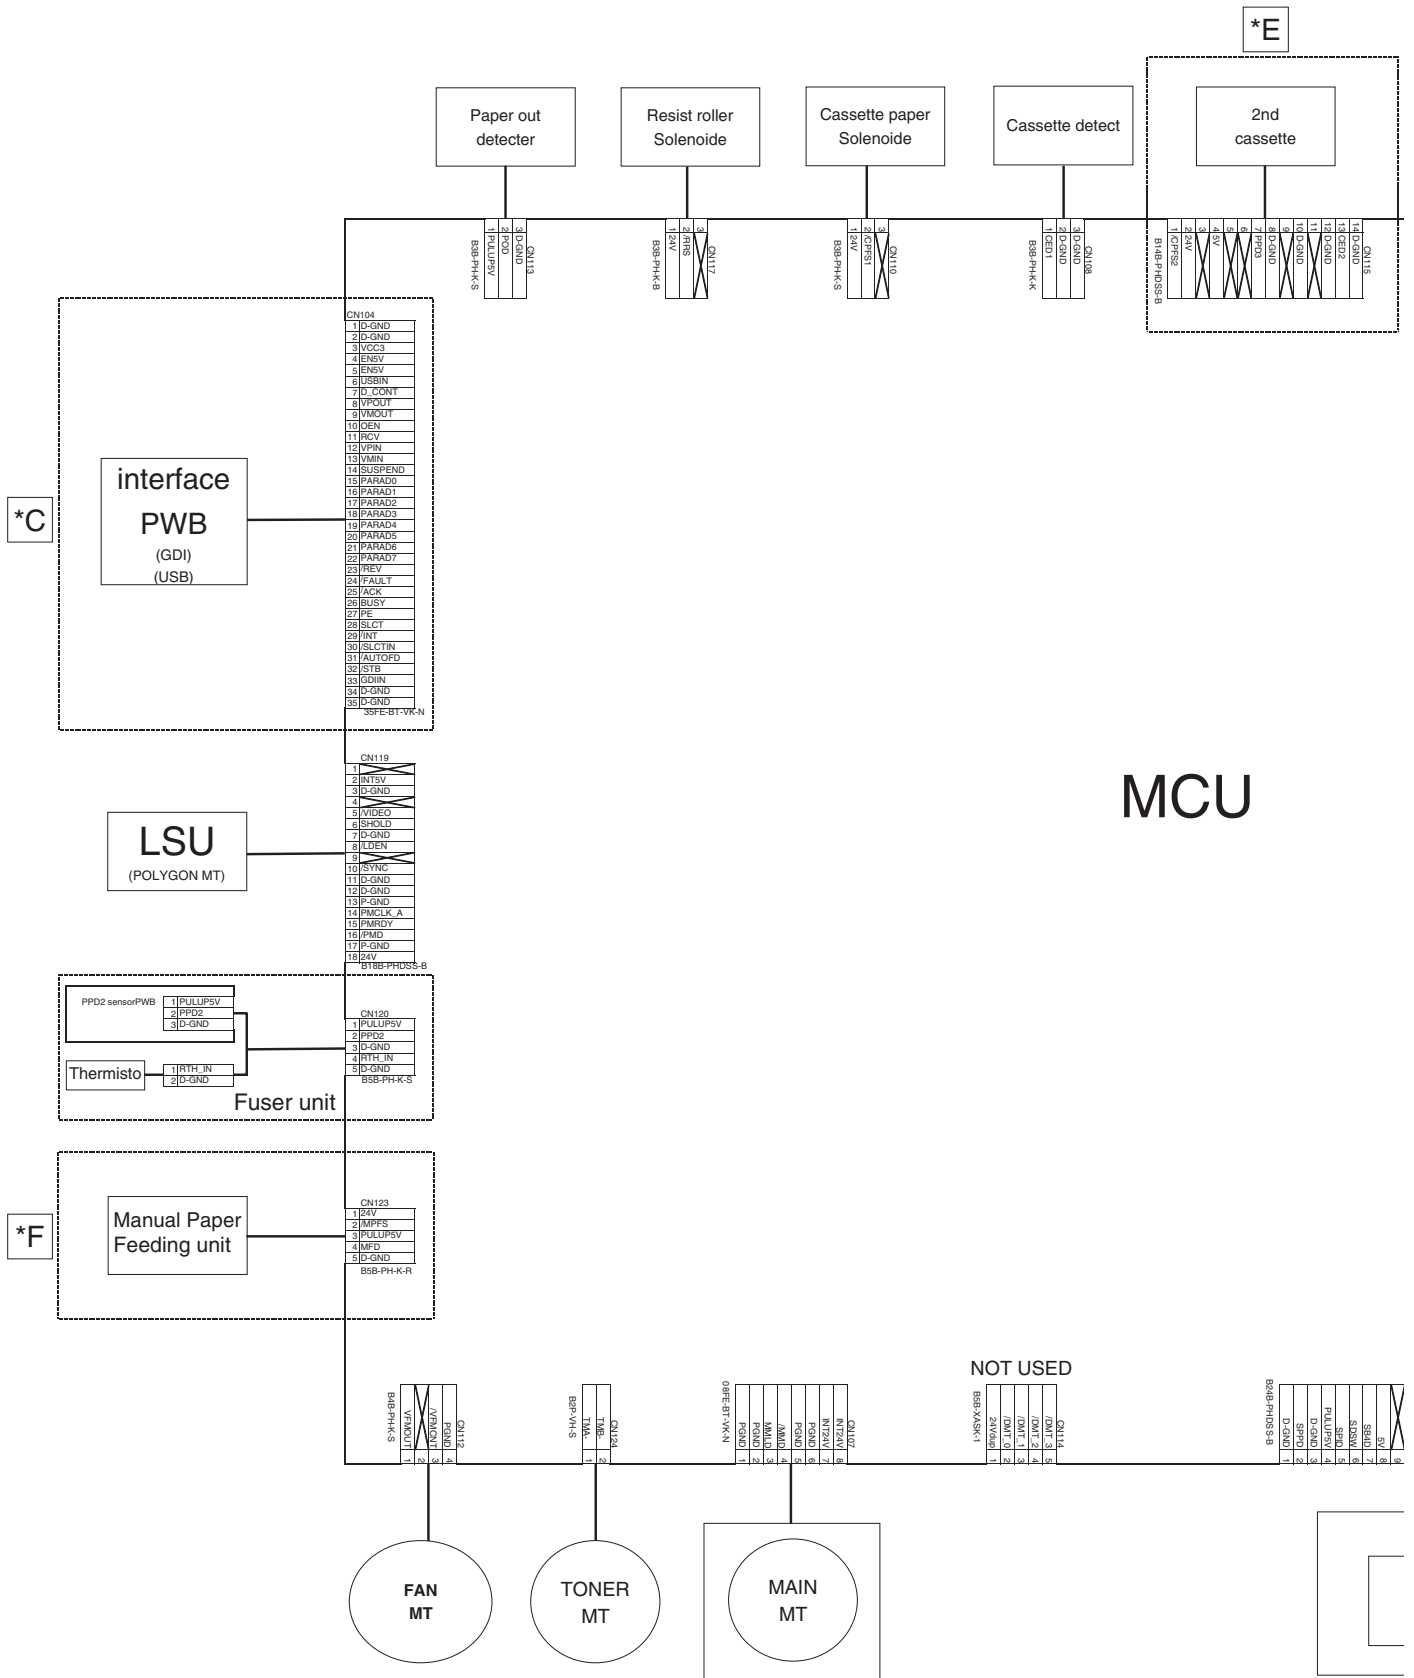 *E
Paper out
detecter
Resist roller
Solenoide
Cassette paper
Solenoide
Cassette detect
2nd
cassette
CN113
3 D-GND
2 POD
1 PULUP5V
B3B-PH-K-S
CN117
3
2 /RRS
1 24V
B3B-PH-K-B
CN110
3
2 /CPFS1
1 24V
B3B-PH-K-S
CN108
3 D-GND
2 D-GND
1 CED1
B3B-PH-K-K
CN115
14 D-GND
13 CED2
12 D-GND
11
10 D-GND
9
8 D-GND
7 PPD3
6
5
4 5V
3
2 24V
1 /CPFS2
B14B-PHDSS-B
*C
interface
PWB
(GDI)
(USB)
CN104
1 D-GND
2 D-GND
3 VCC3
4 EN5V
5 EN5V
6 USBIN
7 D_CONT
8 VPOUT
9 VMOUT
10 OEN
11 RCV
12 VPIN
13 VMIN
14 SUSPEND
15 PARAD0
16 PARAD1
17 PARAD2
18 PARAD3
19 PARAD4
20 PARAD5
21 PARAD6
22 PARAD7
23 /REV
24 /FAULT
25 /ACK
26 BUSY
27 PE
28 SLCT
29 /INT
30 /SLCTIN
31 /AUTOFD
32 /STB
33 GDIIN
34 D-GND
35 D-GND
35FE-BT-VK-N
MCU
LSU
(POLYGON MT)
CN119
1
2 INT5V
3 D-GND
4
5 /VIDEO
6 SHOLD
7 D-GND
8 /LDEN
9
10 /SYNC
11 D-GND
12 D-GND
13 P-GND
14 PMCLK_A
15 PMRDY
16 /PMD
17 P-GND
18 24V
B18B-PHDSS-B
PPD2 sensorPWB
1 PULUP5V
2 PPD2
3 D-GND
Thermisto
1 RTH_IN
2 D-GND
Fuser unit
CN120
1 PULUP5V
2 PPD2
3 D-GND
4 RTH_IN
5 D-GND
B5B-PH-K-S
*F
Manual Paper
Feeding unit
CN123
1 24V
2 /MPFS
3 PULUP5V
4 MFD
5 D-GND
B5B-PH-K-R
CN112
PGND 4
/VFMCNT 3
2
VFMOUT 1
B4B-PH-K-S
CN124
TMB- 2
TMA- 1
B2P-VH-S
CN107
INT24V 8
INT24V 7
PGND 6
PGND 5
/MMD 4
MMLD 3
PGND 2
PGND 1
08FE-BT-VK-N
NOT USED
CN114
/DMT_3 5
/DMT_2 4
/DMT_1 3
/DMT_0 2
24Vdup 1
B5B-XASK-1
9
5V 8
SB4D 7
SDSW 6
SPID 5
PULUP5V 4
D-GND 3
SPPD 2
D-GND 1
B24B-PHDSS-B
FAN
MT
TONER
MT
MAIN
MT